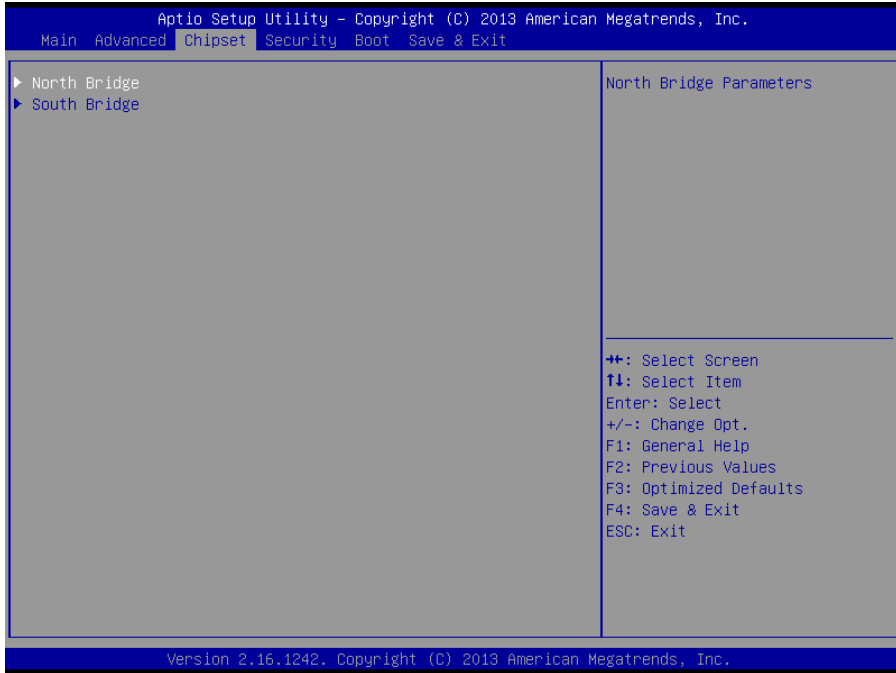 Aptio Setup Utility – Copyright (C) 2013 American Megatrends, Inc.
Main Advanced Chipset Security Boot Save & Exit
▶ North Bridge
▶ South Bridge
North Bridge Parameters
→←: Select Screen
↑↓: Select Item
Enter: Select
+/-: Change Opt.
F1: General Help
F2: Previous Values
F3: Optimized Defaults
F4: Save & Exit
ESC: Exit
Version 2.16.1242. Copyright (C) 2013 American Megatrends, Inc.